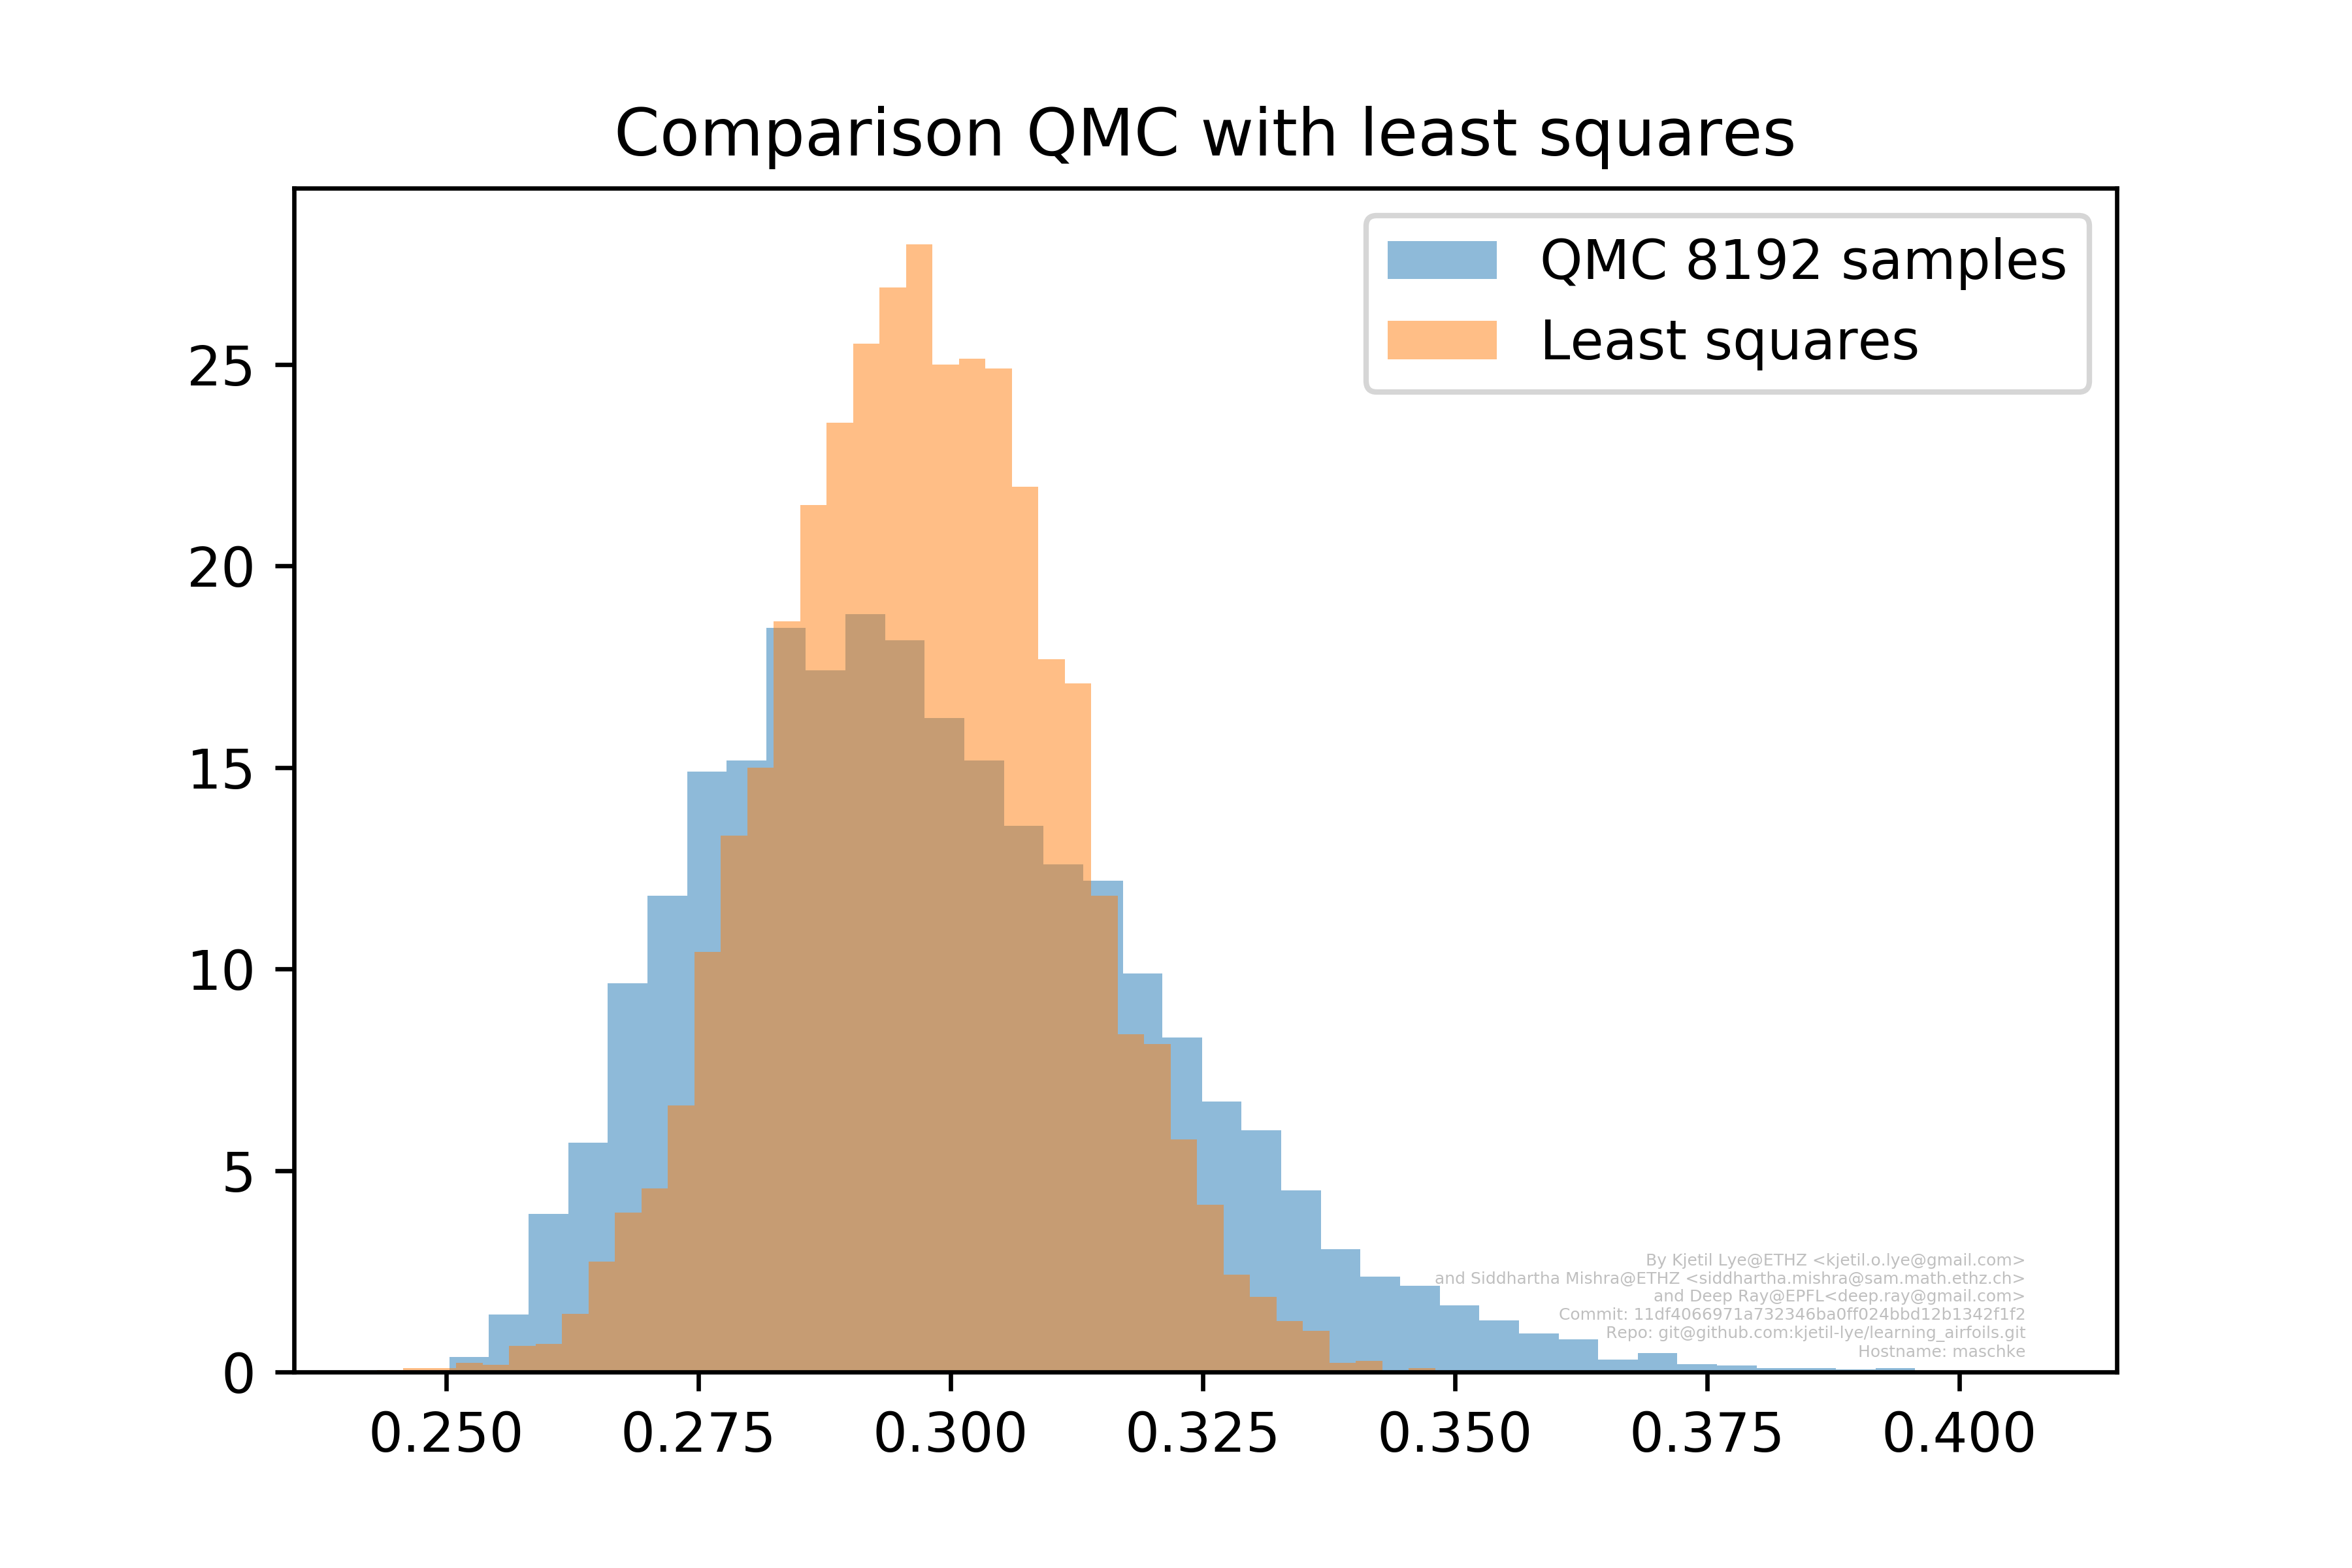 Comparison QMC with least squares
QMC 8192 samples
Least squares
25
20
15
10
5
0
By Kjetil Lye@ETHZ <kjetil.o.lye@gmail.com>
and Siddhartha Mishra@ETHZ <siddhartha.mishra@sam.math.ethz.ch>
and Deep Ray@EPFL<deep.ray@gmail.com>
Commit: 11df4066971a732346ba0ff024bbd12b1342f1f2
Repo: git@github.com:kjetil-lye/learning_airfoils.git
Hostname: maschke
0.250 0.275 0.300 0.325 0.350 0.375 0.400